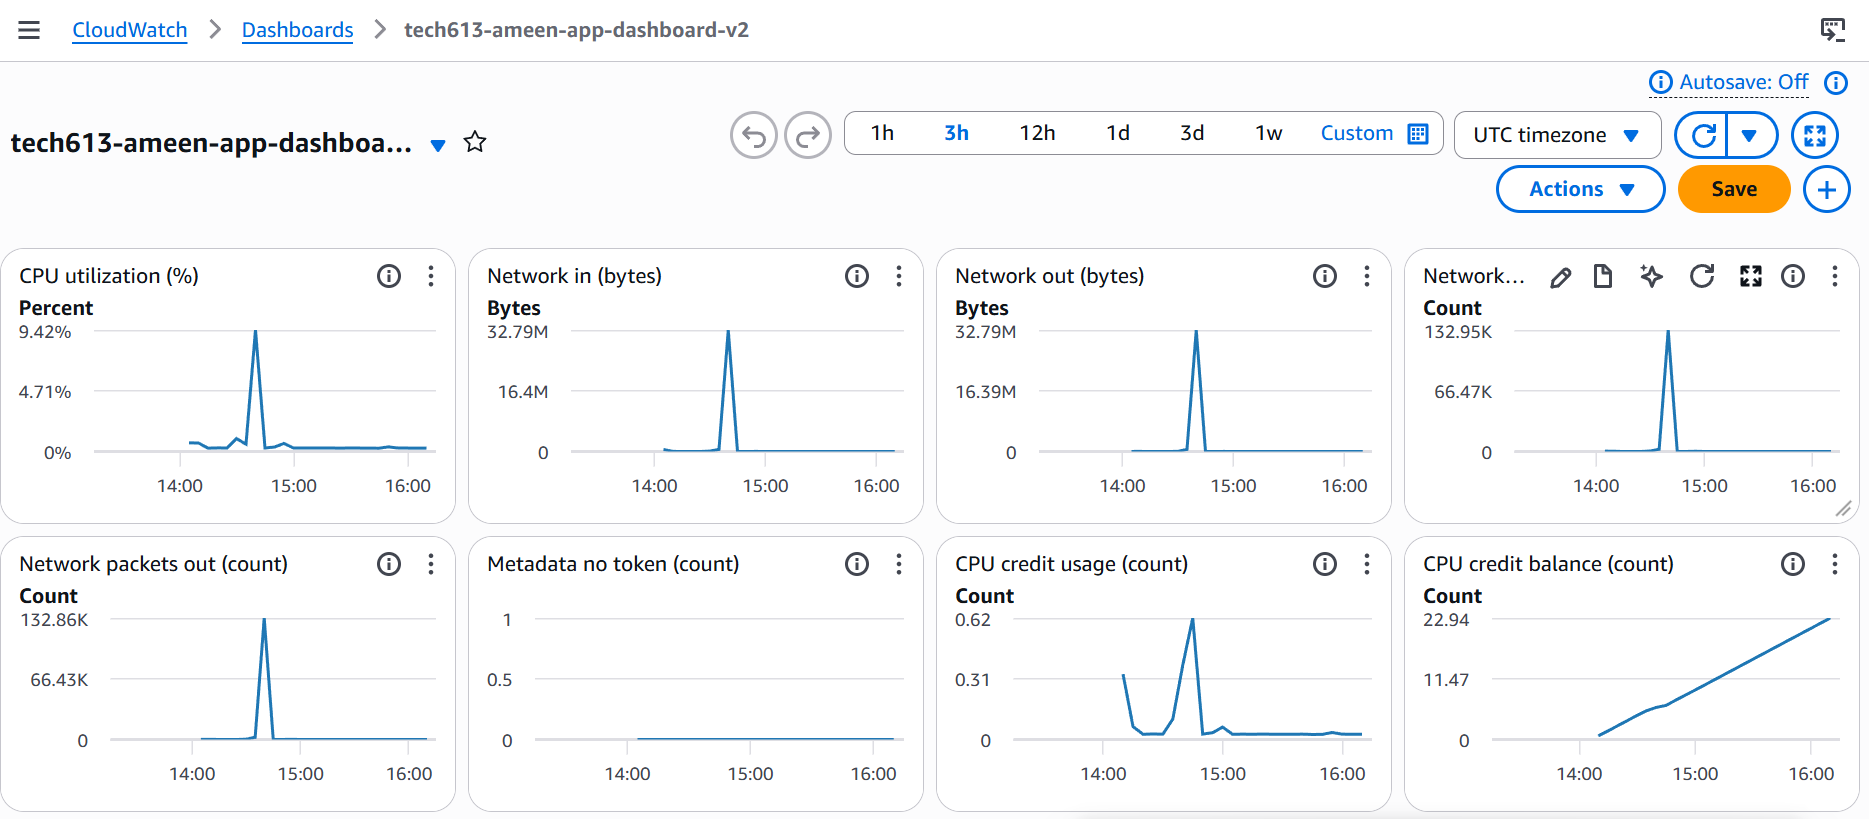 CloudWatch > Dashboards > tech613-ameen-app-dashboard-v2
Autosave: Off
tech613-ameen-app-dashboa...
1h 3h 12h 1d 3d 1w Custom
UTC timezone
Actions
Save
CPU utilization (%)
Percent
9.42%
4.71%
0%
14:00 15:00 16:00
Network in (bytes)
Bytes
32.79M
16.4M
0
14:00 15:00 16:00
Network out (bytes)
Bytes
32.79M
16.39M
0
14:00 15:00 16:00
Network...
Count
132.95K
66.47K
0
14:00 15:00 16:00
Network packets out (count)
Count
132.86K
66.43K
0
14:00 15:00 16:00
Metadata no token (count)
1
0.5
0
14:00 15:00 16:00
CPU credit usage (count)
Count
0.62
0.31
0
14:00 15:00 16:00
CPU credit balance (count)
Count
22.94
11.47
0
14:00 15:00 16:00